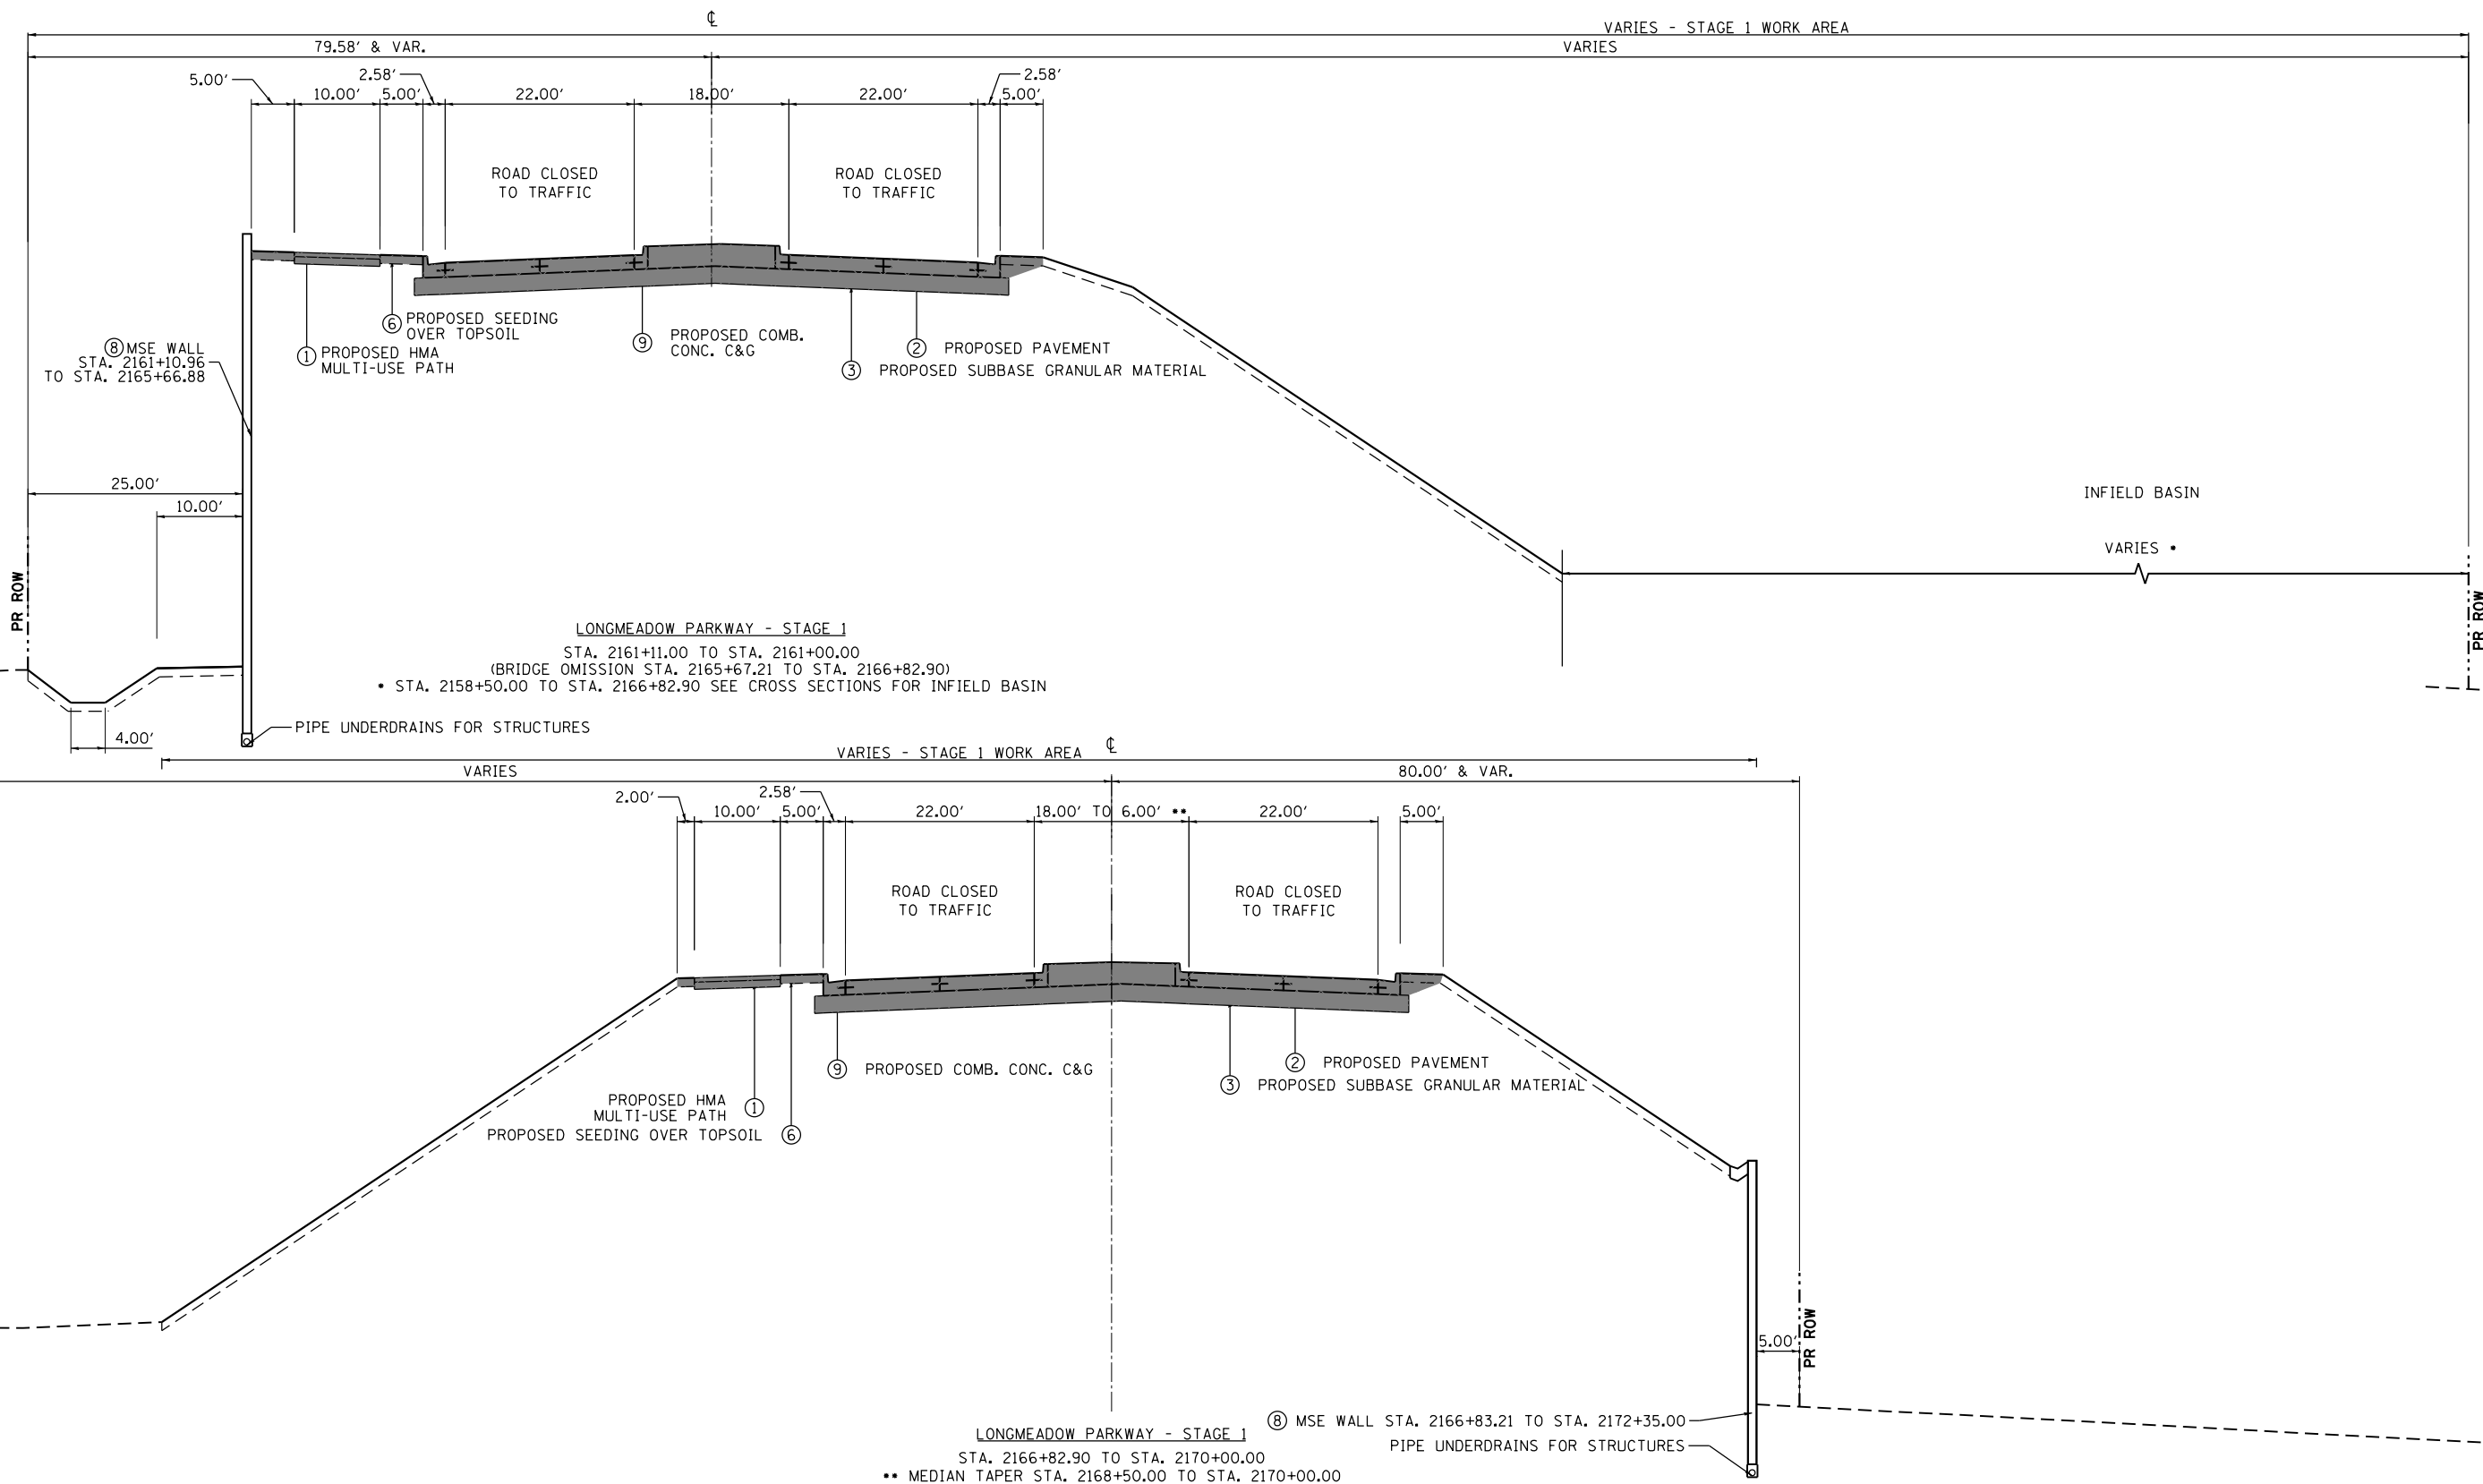 ℄
VARIES - STAGE 1 WORK AREA
79.58' & VAR.
VARIES
5.00'
2.58'
2.58'
10.00'
5.00'
22.00'
18.00'
22.00'
5.00'
ROAD CLOSED
TO TRAFFIC
ROAD CLOSED
TO TRAFFIC
6 PROPOSED SEEDING
OVER TOPSOIL
9 PROPOSED COMB.
CONC. C&G
8 MSE WALL
STA. 2161+10.96
TO STA. 2165+66.88
1 PROPOSED HMA
MULTI-USE PATH
2 PROPOSED PAVEMENT
3 PROPOSED SUBBASE GRANULAR MATERIAL
25.00'
10.00'
INFIELD BASIN
VARIES *
PR ROW
PR ROW
LONGMEADOW PARKWAY - STAGE 1
STA. 2161+11.00 TO STA. 2161+00.00
(BRIDGE OMISSION STA. 2165+67.21 TO STA. 2166+82.90)
* STA. 2158+50.00 TO STA. 2166+82.90 SEE CROSS SECTIONS FOR INFIELD BASIN
PIPE UNDERDRAINS FOR STRUCTURES
4.00'
℄
VARIES - STAGE 1 WORK AREA
VARIES
80.00' & VAR.
2.00'
2.58'
10.00'
5.00'
22.00'
18.00' TO 6.00' **
22.00'
5.00'
ROAD CLOSED
TO TRAFFIC
ROAD CLOSED
TO TRAFFIC
9 PROPOSED COMB. CONC. C&G
2 PROPOSED PAVEMENT
3 PROPOSED SUBBASE GRANULAR MATERIAL
PROPOSED HMA
MULTI-USE PATH 1
PROPOSED SEEDING OVER TOPSOIL 6
5.00'
PR ROW
8 MSE WALL STA. 2166+83.21 TO STA. 2172+35.00
PIPE UNDERDRAINS FOR STRUCTURES
LONGMEADOW PARKWAY - STAGE 1
STA. 2166+82.90 TO STA. 2170+00.00
** MEDIAN TAPER STA. 2168+50.00 TO STA. 2170+00.00